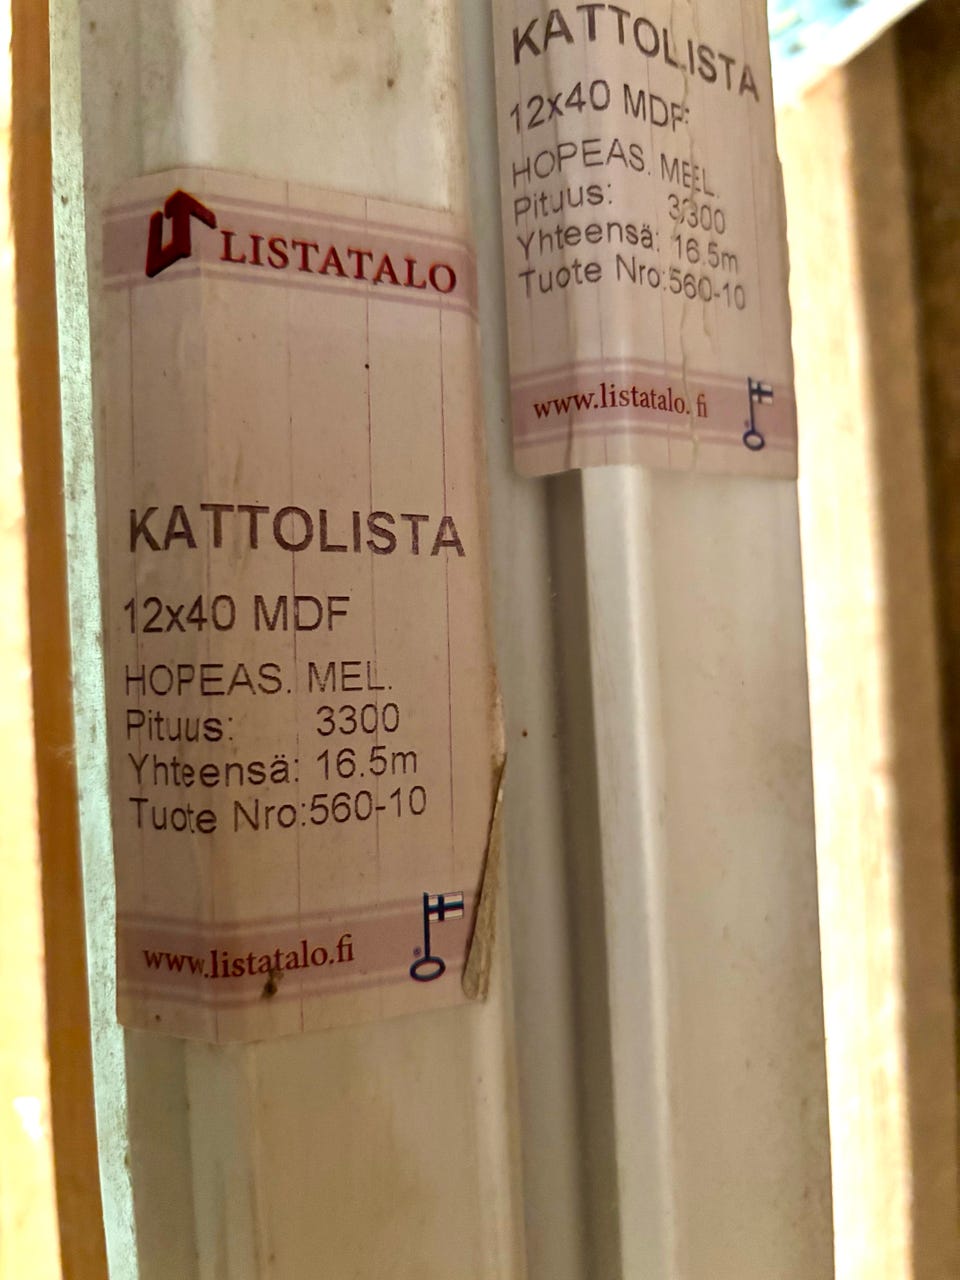 LISTATALO
KATTOLISTA
12x40 MDF
HOPEAS. MEL.
Pituus: 3300
Yhteensä: 16.5m
Tuote Nro:560-10
www.listatalo.fi
KATTOLISTA
12x40 MDF
HOPEAS. MEL.
Pituus: 3300
Yhteensä: 16.5m
Tuote Nro:560-10
www.listatalo.fi